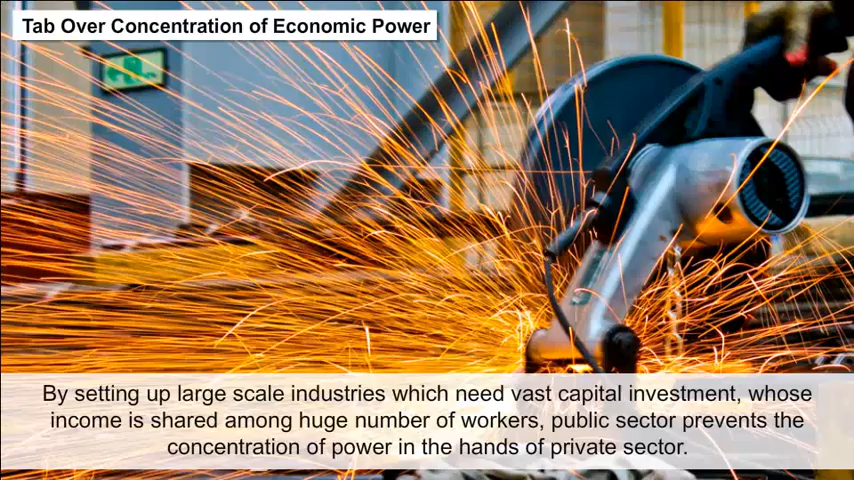 Tab Over Concentration of Economic Power
By setting up large scale industries which need vast capital investment, whose
income is shared among huge number of workers, public sector prevents the
concentration of power in the hands of private sector.